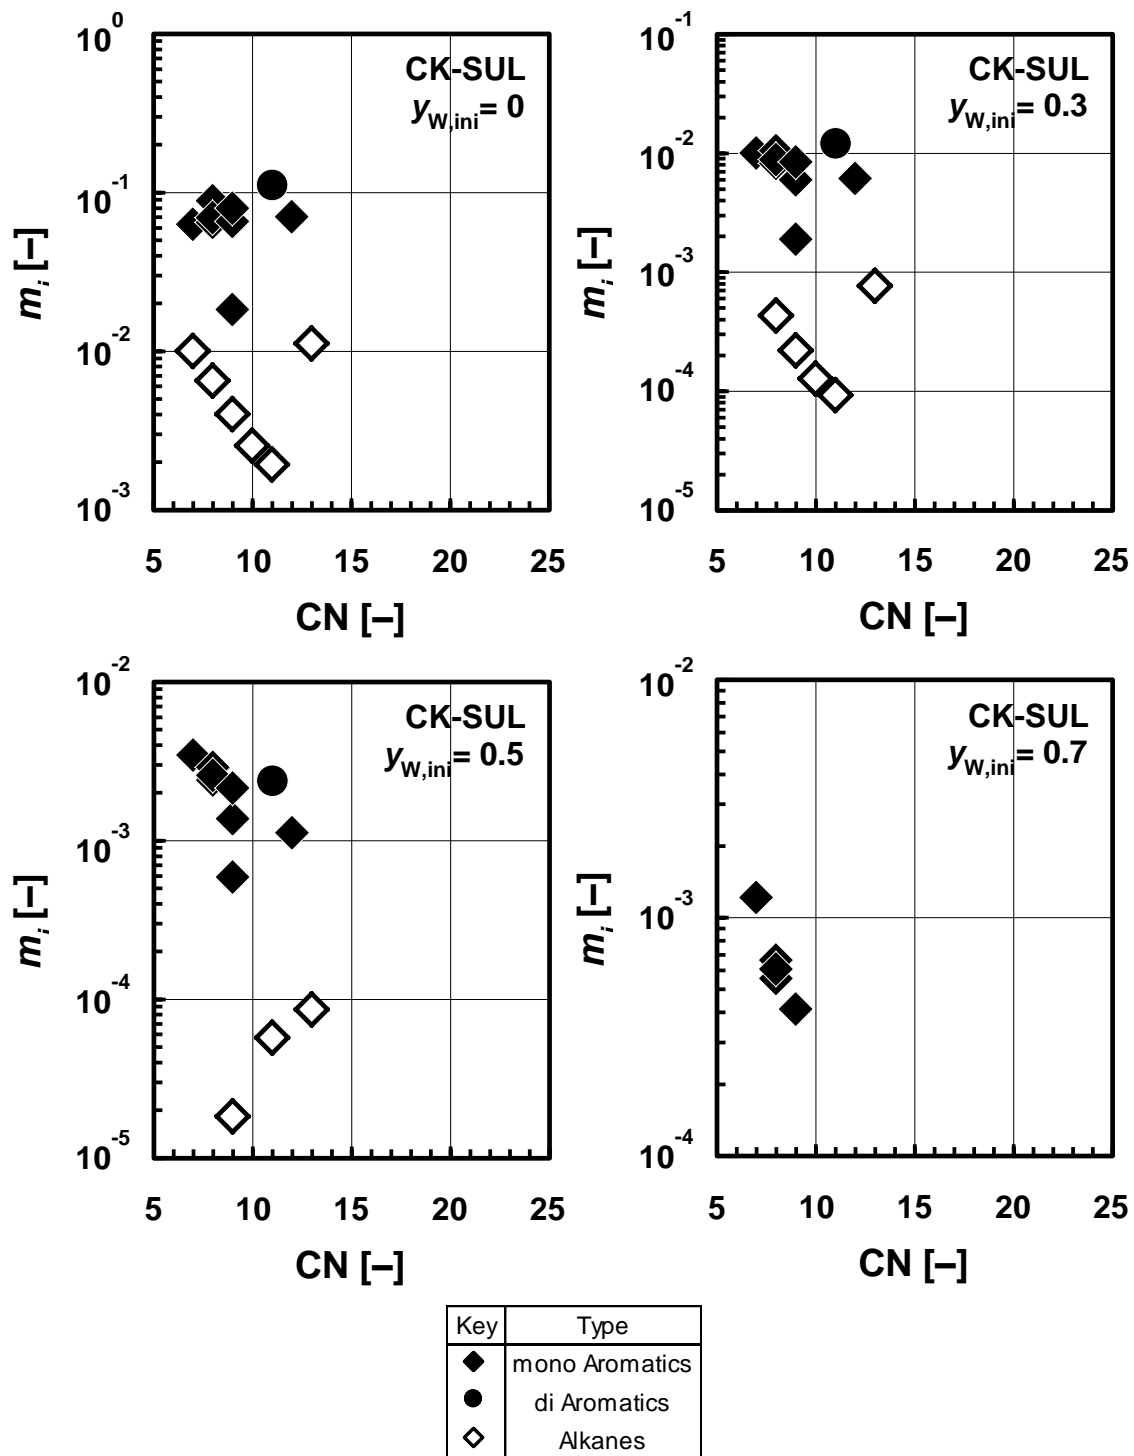 10^0
10^-1
10^-2
10^-3
m_i [–]
CK-SUL
y_W,ini= 0
5 10 15 20 25
CN [–]
10^-1
10^-2
10^-3
10^-4
10^-5
m_i [–]
CK-SUL
y_W,ini= 0.3
5 10 15 20 25
CN [–]
10^-2
10^-3
10^-4
10^-5
m_i [–]
CK-SUL
y_W,ini= 0.5
5 10 15 20 25
CN [–]
10^-2
10^-3
10^-4
m_i [–]
CK-SUL
y_W,ini= 0.7
5 10 15 20 25
CN [–]
Key Type
mono Aromatics
di Aromatics
Alkanes